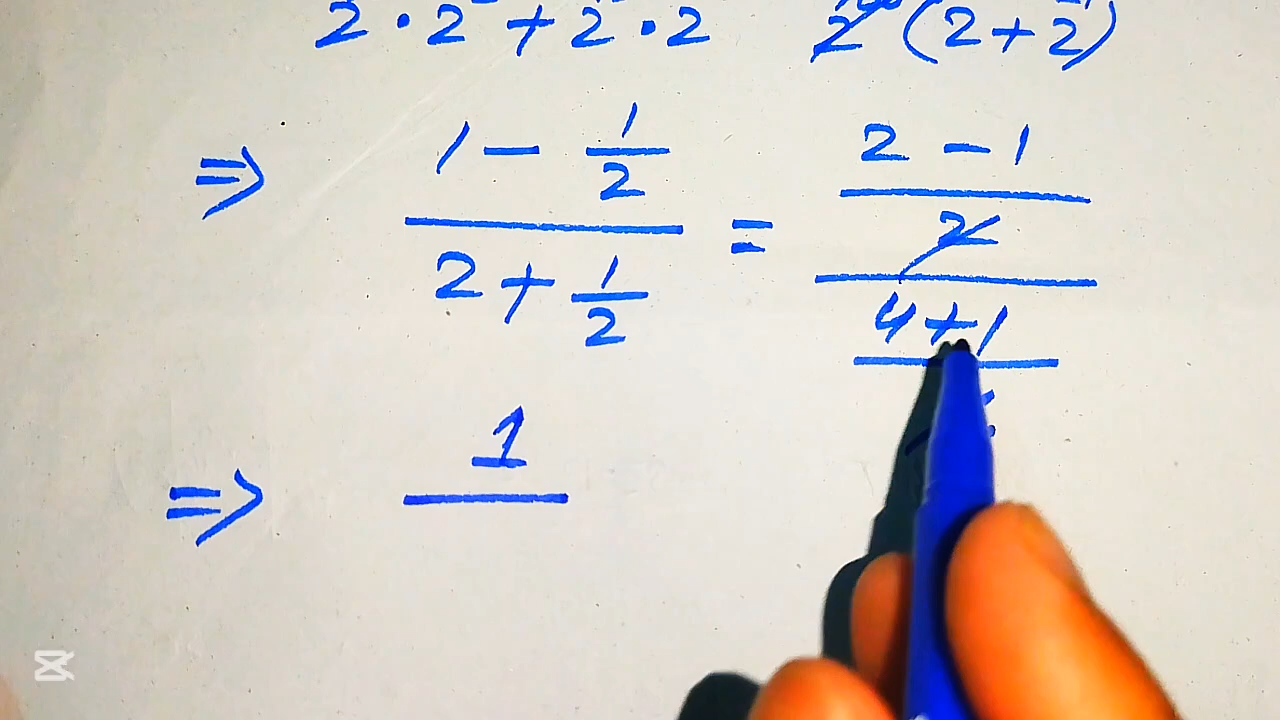 2 · 2 + 2 · 2 2 (2 + 2)
⇒ 1 - 1/2 / 2 + 1/2 = 2 - 1 / 2 / 4 + 1
⇒ 1